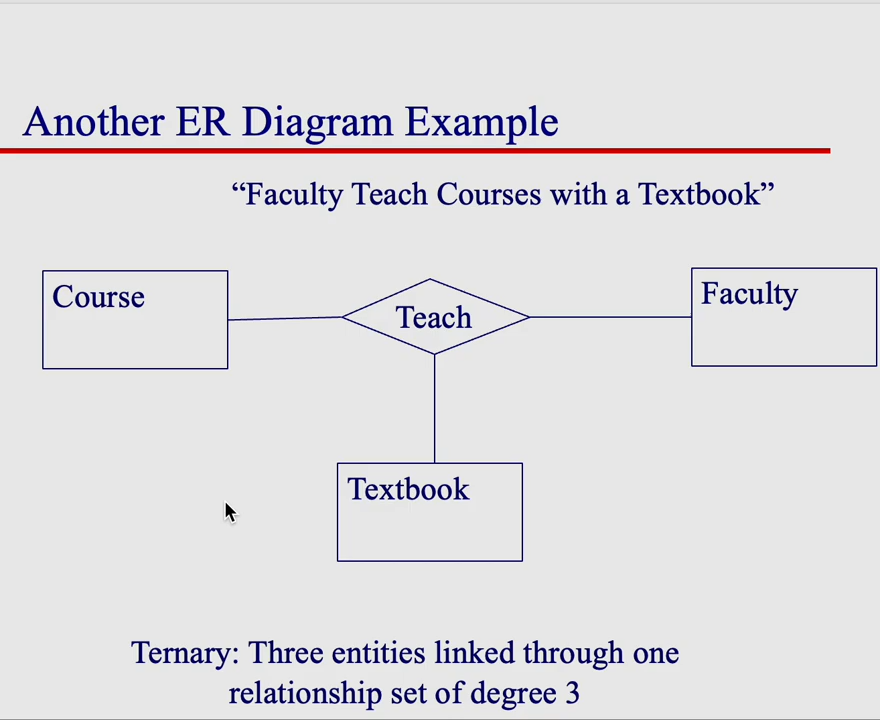 Another ER Diagram Example
“Faculty Teach Courses with a Textbook”
Course
Teach
Faculty
Textbook
Ternary: Three entities linked through one
relationship set of degree 3